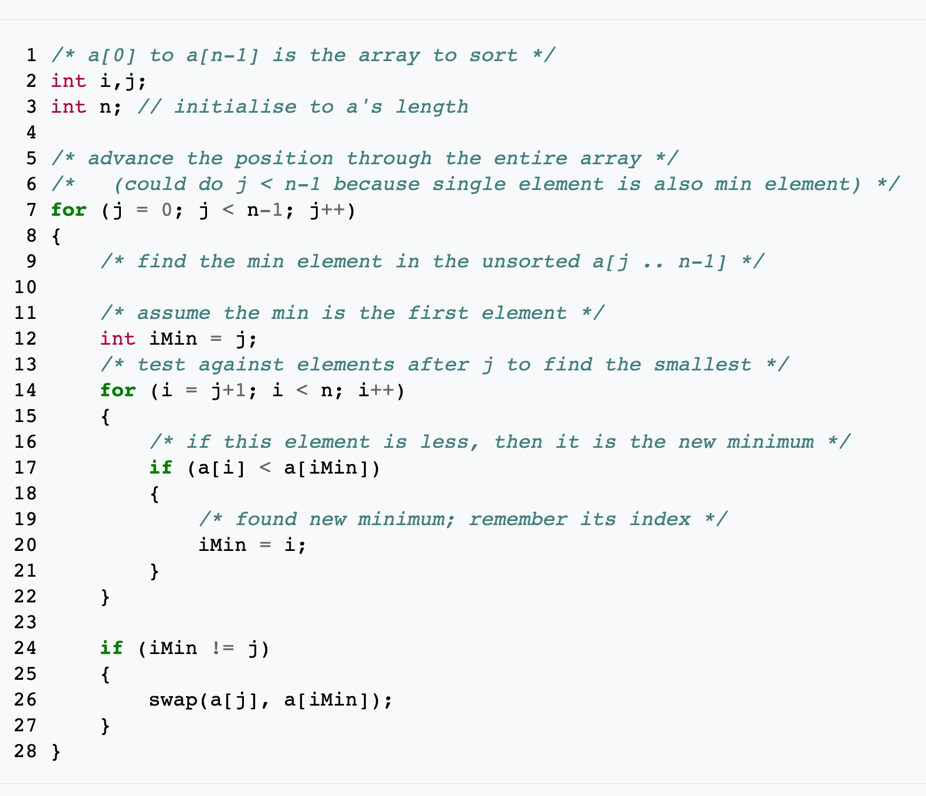 1 /* a[0] to a[n-1] is the array to sort */
2 int i,j;
3 int n; // initialise to a's length
4
5 /* advance the position through the entire array */
6 /*   (could do j < n-1 because single element is also min element) */
7 for (j = 0; j < n-1; j++)
8 {
9     /* find the min element in the unsorted a[j .. n-1] */
10
11     /* assume the min is the first element */
12     int iMin = j;
13     /* test against elements after j to find the smallest */
14     for (i = j+1; i < n; i++)
15     {
16         /* if this element is less, then it is the new minimum */
17         if (a[i] < a[iMin])
18         {
19             /* found new minimum; remember its index */
20             iMin = i;
21         }
22     }
23
24     if (iMin != j)
25     {
26         swap(a[j], a[iMin]);
27     }
28 }